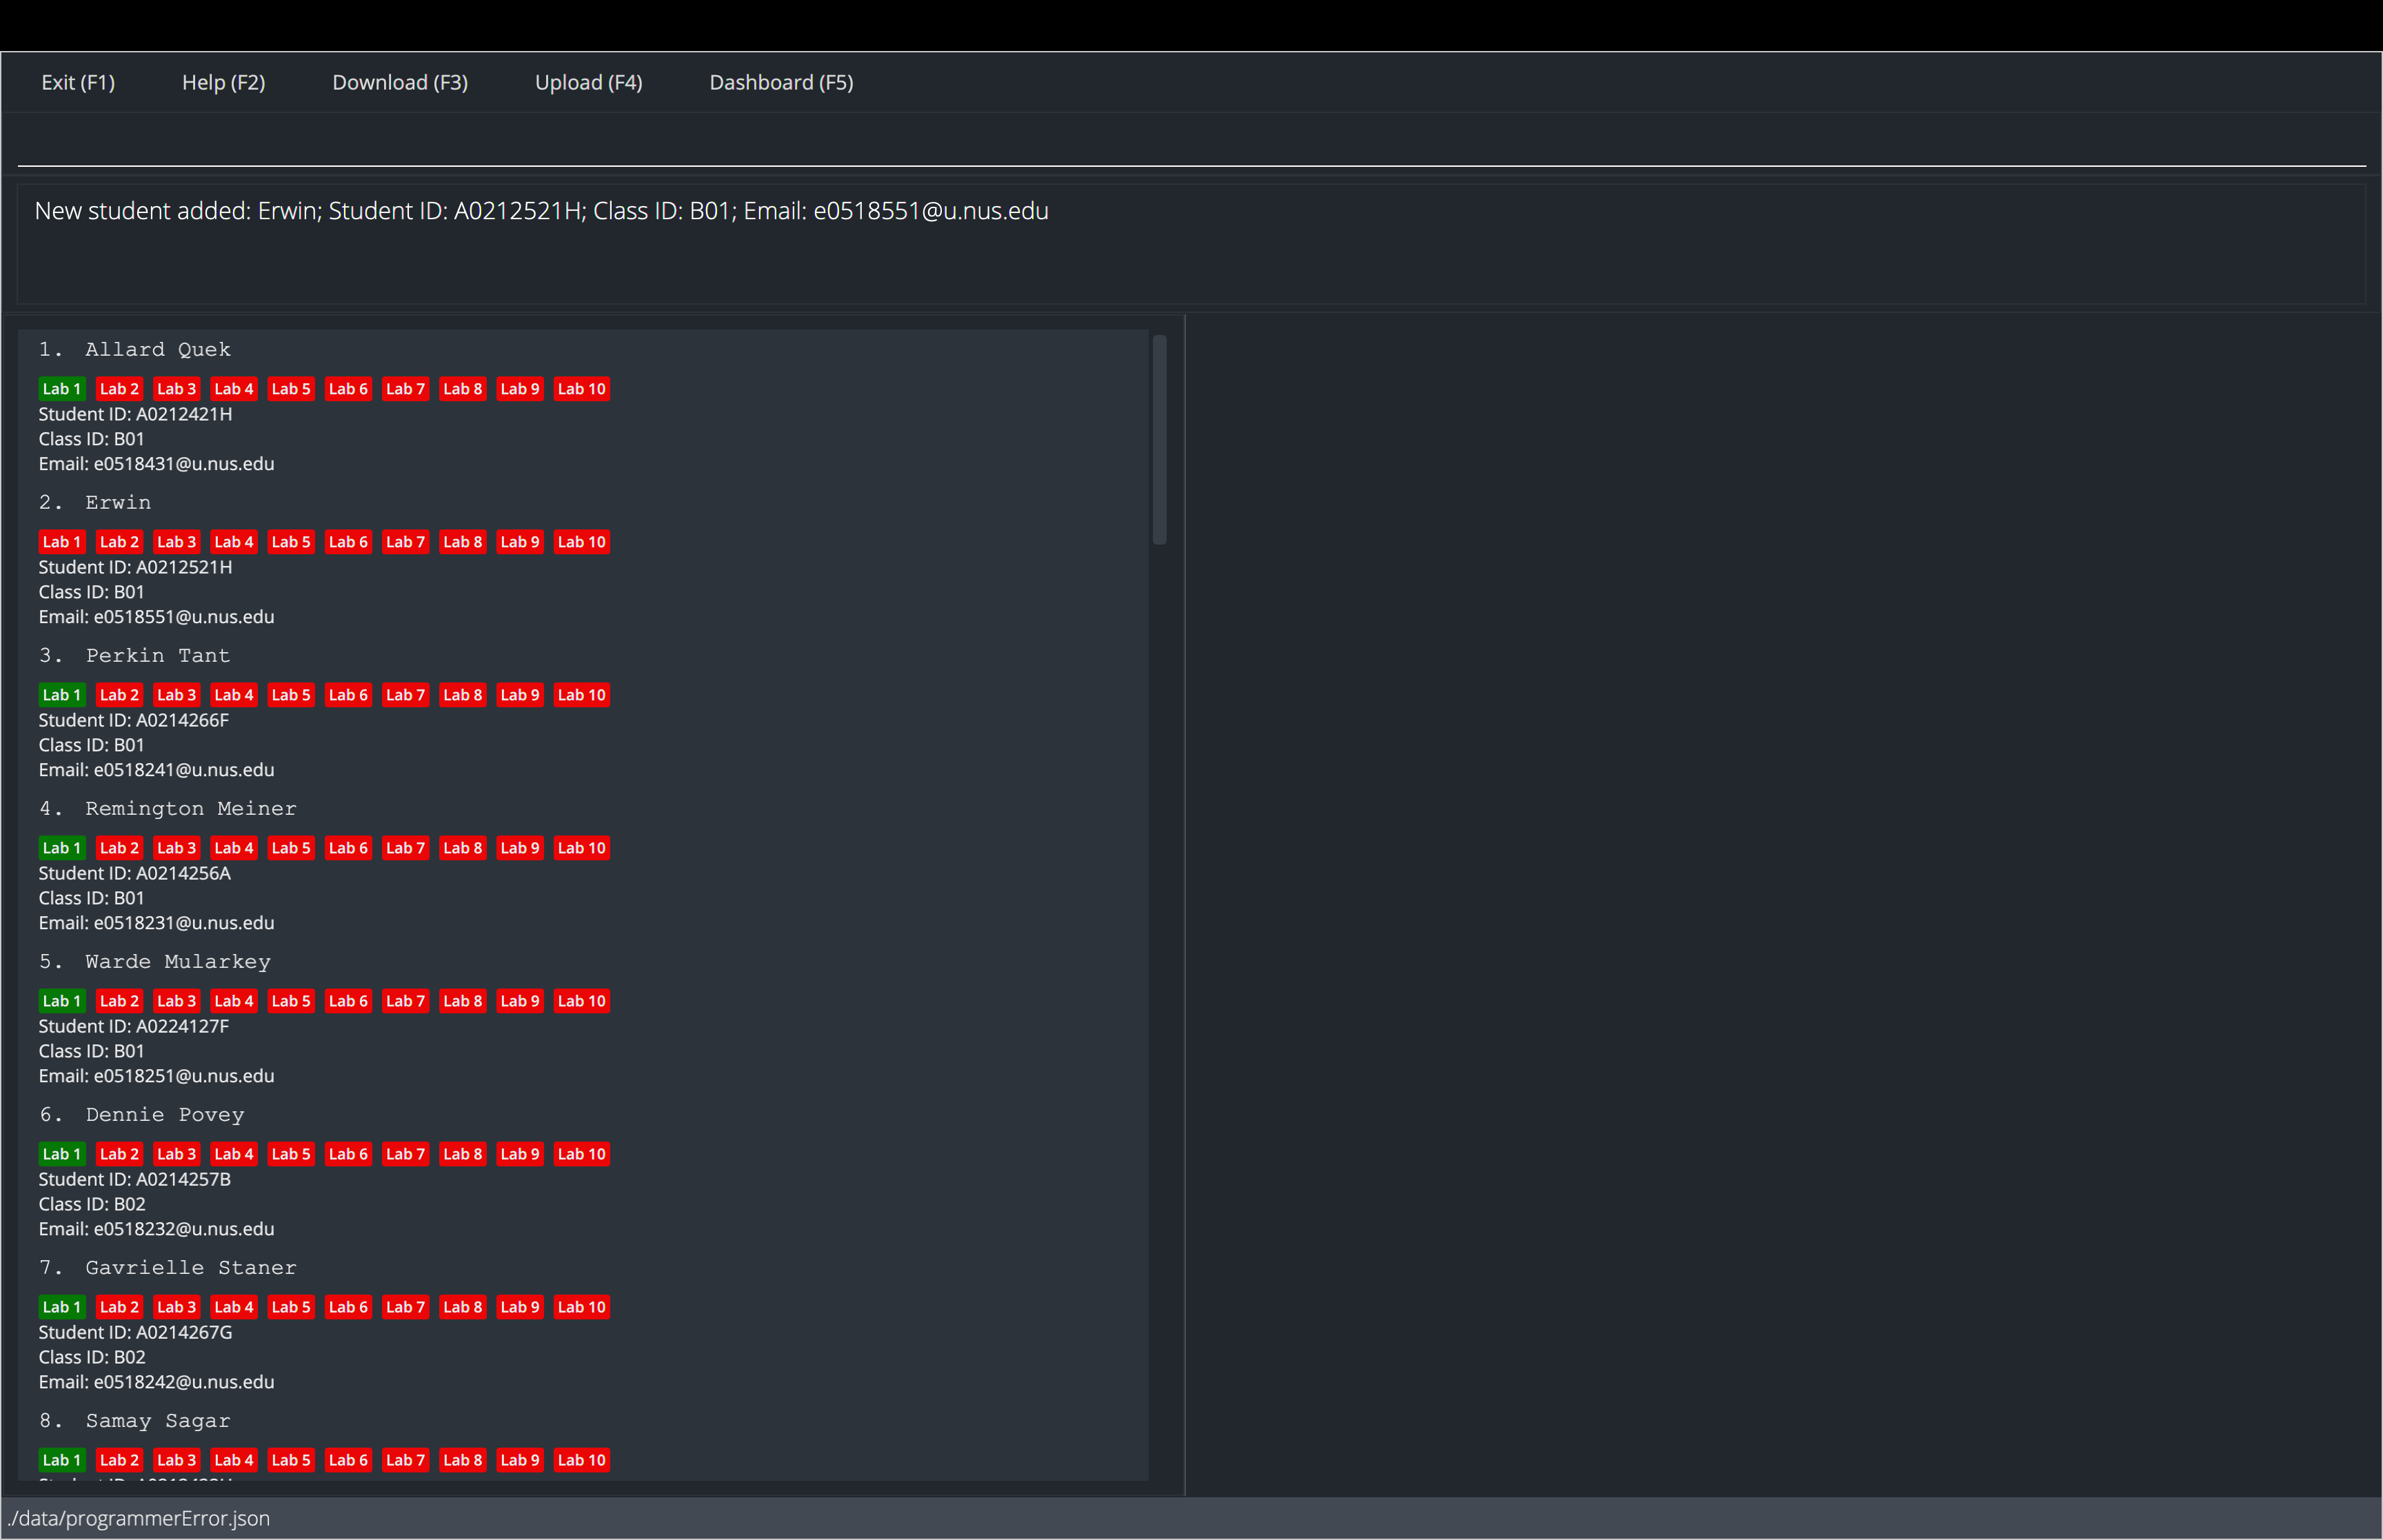 Exit (F1) Help (F2) Download (F3) Upload (F4) Dashboard (F5)
New student added: Erwin; Student ID: A0212521H; Class ID: B01; Email: e0518551@u.nus.edu
1. Allard Quek
Lab 1 Lab 2 Lab 3 Lab 4 Lab 5 Lab 6 Lab 7 Lab 8 Lab 9 Lab 10
Student ID: A0212421H
Class ID: B01
Email: e0518431@u.nus.edu
2. Erwin
Lab 1 Lab 2 Lab 3 Lab 4 Lab 5 Lab 6 Lab 7 Lab 8 Lab 9 Lab 10
Student ID: A0212521H
Class ID: B01
Email: e0518551@u.nus.edu
3. Perkin Tant
Lab 1 Lab 2 Lab 3 Lab 4 Lab 5 Lab 6 Lab 7 Lab 8 Lab 9 Lab 10
Student ID: A0214266F
Class ID: B01
Email: e0518241@u.nus.edu
4. Remington Meiner
Lab 1 Lab 2 Lab 3 Lab 4 Lab 5 Lab 6 Lab 7 Lab 8 Lab 9 Lab 10
Student ID: A0214256A
Class ID: B01
Email: e0518231@u.nus.edu
5. Warde Mularkey
Lab 1 Lab 2 Lab 3 Lab 4 Lab 5 Lab 6 Lab 7 Lab 8 Lab 9 Lab 10
Student ID: A0224127F
Class ID: B01
Email: e0518251@u.nus.edu
6. Dennie Povey
Lab 1 Lab 2 Lab 3 Lab 4 Lab 5 Lab 6 Lab 7 Lab 8 Lab 9 Lab 10
Student ID: A0214257B
Class ID: B02
Email: e0518232@u.nus.edu
7. Gavrielle Staner
Lab 1 Lab 2 Lab 3 Lab 4 Lab 5 Lab 6 Lab 7 Lab 8 Lab 9 Lab 10
Student ID: A0214267G
Class ID: B02
Email: e0518242@u.nus.edu
8. Samay Sagar
Lab 1 Lab 2 Lab 3 Lab 4 Lab 5 Lab 6 Lab 7 Lab 8 Lab 9 Lab 10
./data/programmerError.json